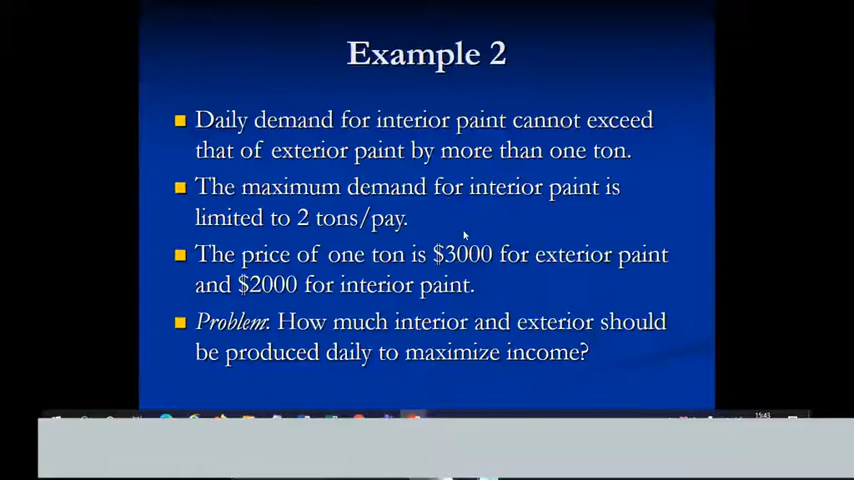 Example 2
Daily demand for interior paint cannot exceed
that of exterior paint by more than one ton.
The maximum demand for interior paint is
limited to 2 tons/pay.
The price of one ton is $3000 for exterior paint
and $2000 for interior paint.
Problem: How much interior and exterior should
be produced daily to maximize income?
15:43